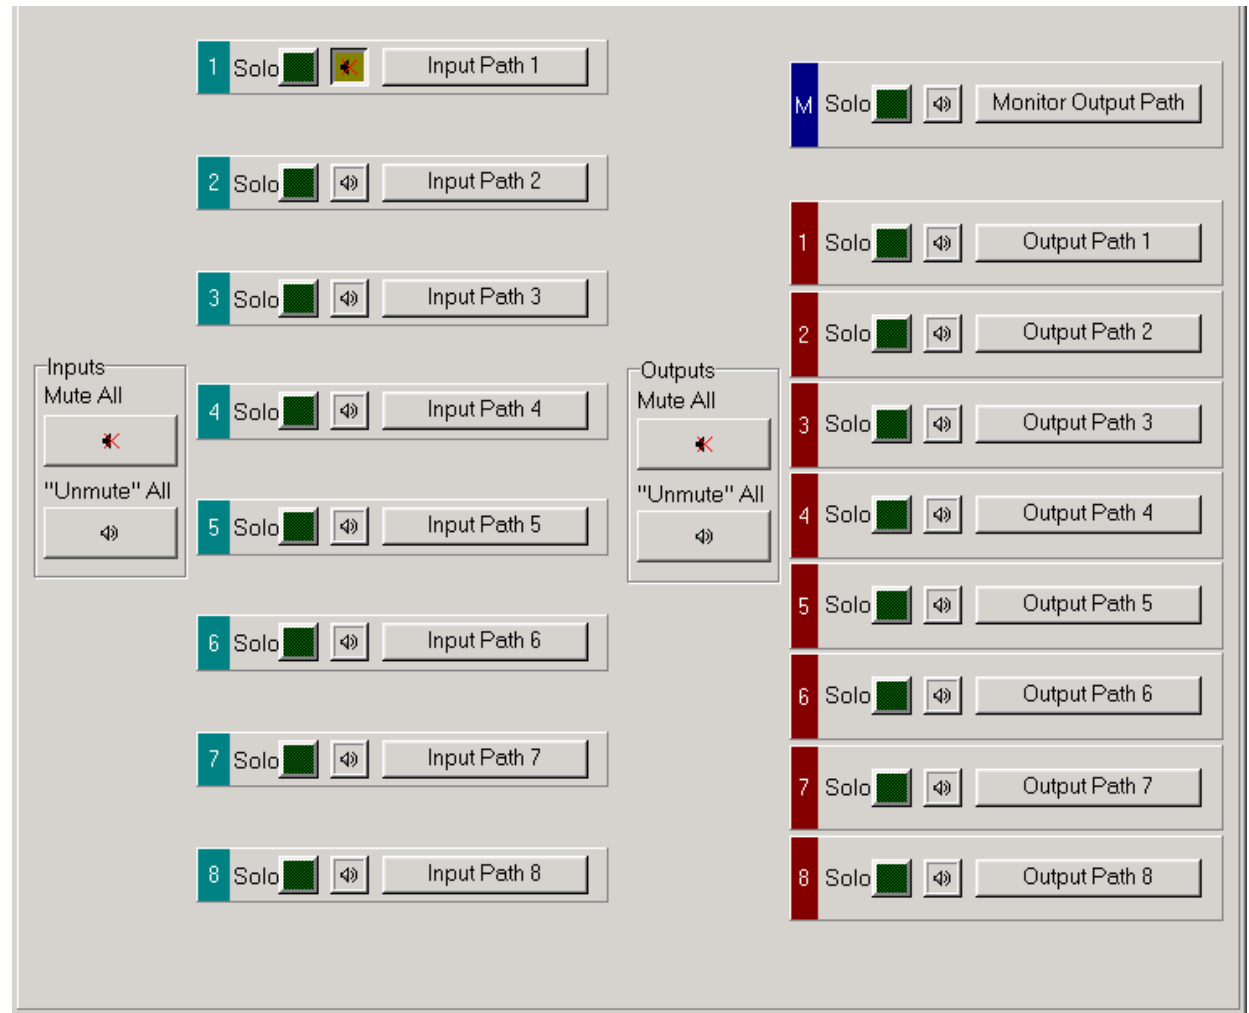 1 Solo Input Path 1
2 Solo Input Path 2
3 Solo Input Path 3
Inputs
Mute All
"Unmute" All
4 Solo Input Path 4
5 Solo Input Path 5
6 Solo Input Path 6
7 Solo Input Path 7
8 Solo Input Path 8
M Solo Monitor Output Path
1 Solo Output Path 1
2 Solo Output Path 2
Outputs
Mute All
"Unmute" All
3 Solo Output Path 3
4 Solo Output Path 4
5 Solo Output Path 5
6 Solo Output Path 6
7 Solo Output Path 7
8 Solo Output Path 8